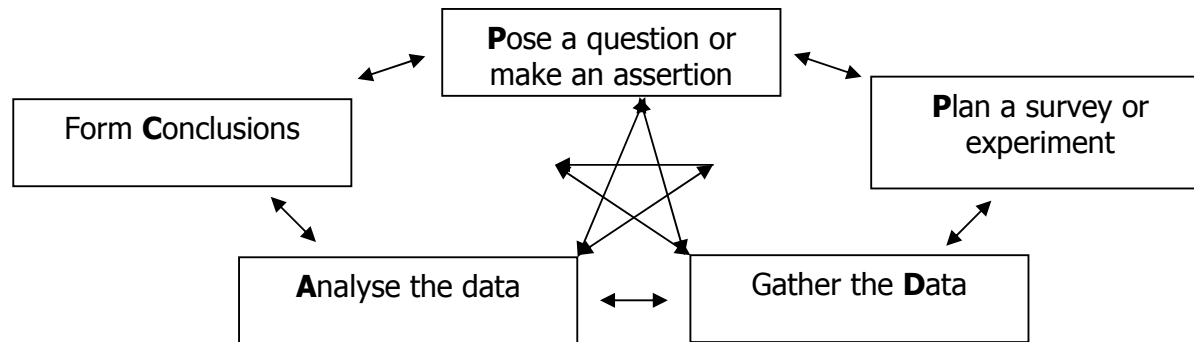 Pose a question or
make an assertion
Form Conclusions
Plan a survey or
experiment
Analyse the data
Gather the Data